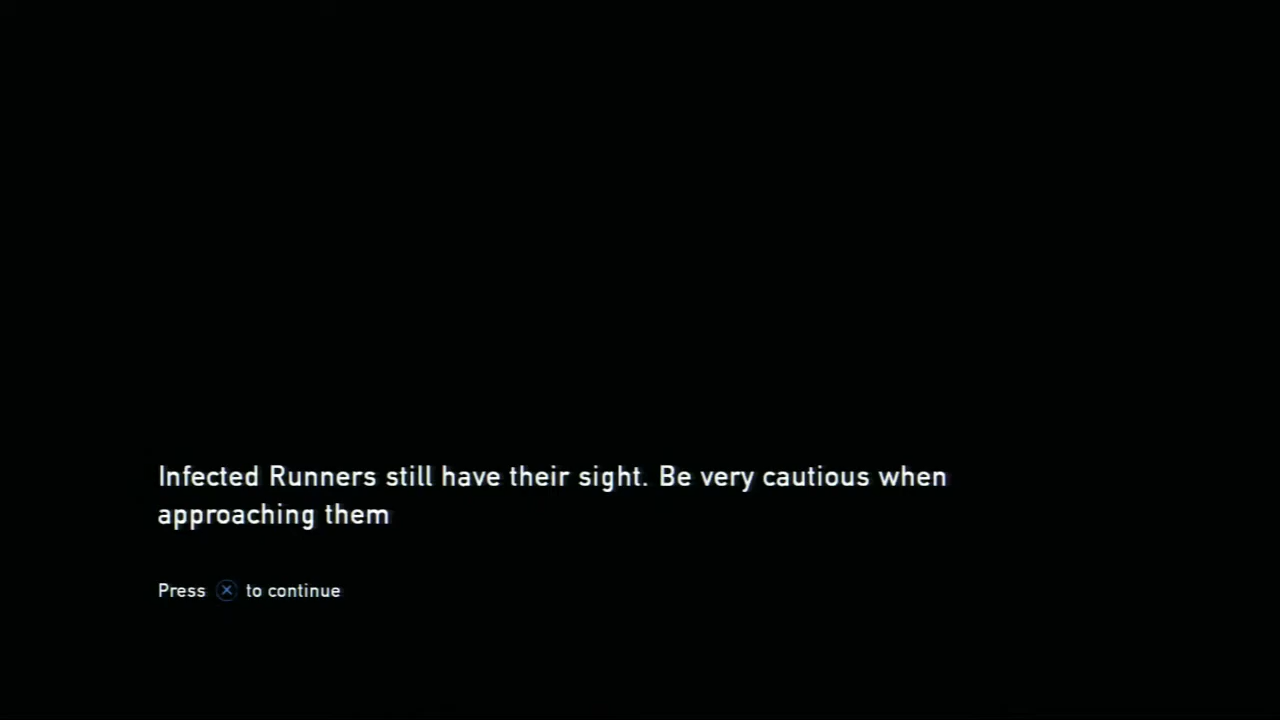 Infected Runners still have their sight. Be very cautious when
approaching them
Press ⓧ to continue